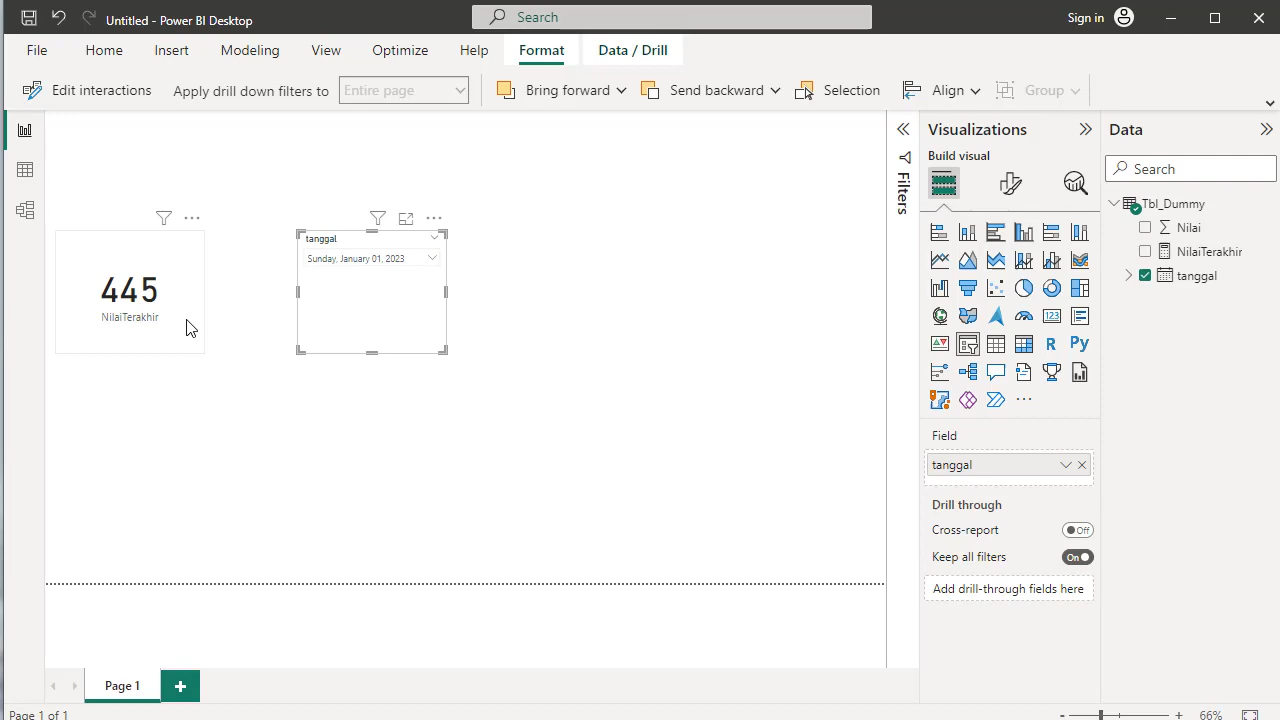 Untitled - Power BI Desktop
Search
Sign in
File
Home
Insert
Modeling
View
Optimize
Help
Format
Data / Drill
Edit interactions
Apply drill down filters to
Entire page
Bring forward
Send backward
Selection
Align
Group
Filters
Visualizations
Build visual
Data
Search
Tbl_Dummy
Nilai
NilaiTerakhir
tanggal
445
NilaiTerakhir
tanggal
Sunday, January 01, 2023
123
R
Py
Field
tanggal
Drill through
Cross-report
Off
Keep all filters
On
Add drill-through fields here
Page 1
Page 1 of 1
66%